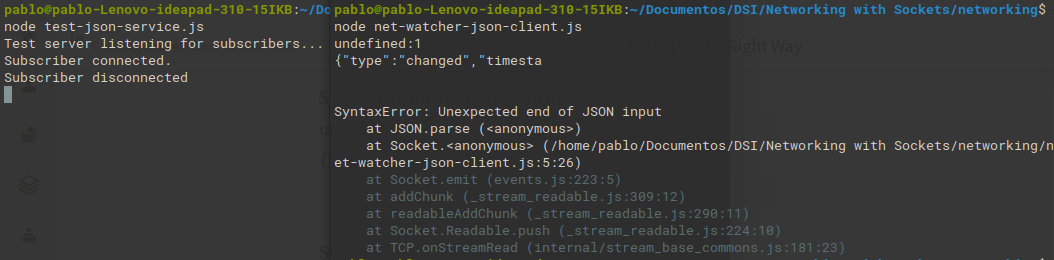 pablo@pablo-Lenovo-ideapad-310-15IKB:~/Do
node test-json-service.js
Test server listening for subscribers...
Subscriber connected.
Subscriber disconnected
pablo@pablo-Lenovo-ideapad-310-15IKB:~/Documentos/DSI/Networking with Sockets/networking$
node net-watcher-json-client.js
undefined:1
Right Way
{"type":"changed","timesta
SyntaxError: Unexpected end of JSON input
at JSON.parse (<anonymous>)
at Socket.<anonymous> (/home/pablo/Documentos/DSI/Networking with Sockets/networking/n
et-watcher-json-client.js:5:26)
at Socket.emit (events.js:223:5)
at addChunk (_stream_readable.js:309:12)
at readableAddChunk (_stream_readable.js:290:11)
at Socket.Readable.push (_stream_readable.js:224:10)
at TCP.onStreamRead (internal/stream_base_commons.js:181:23)